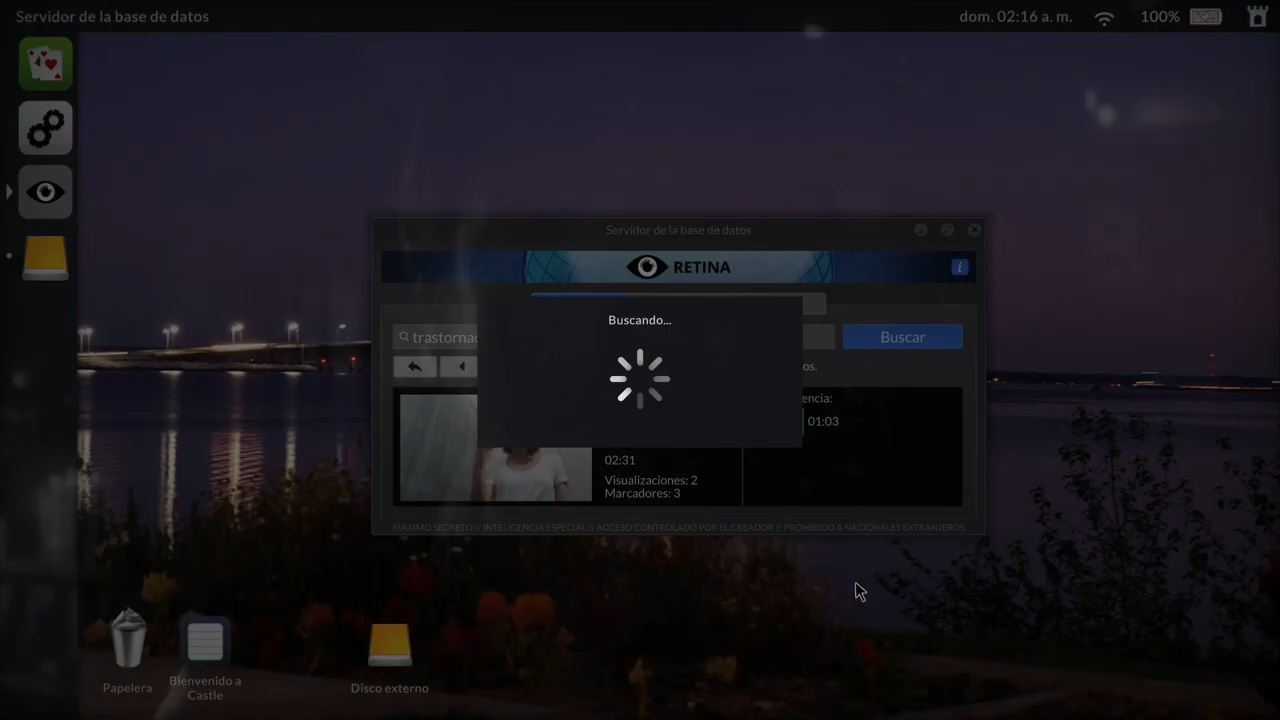 Servidor de la base de datos
dom. 02:16 a. m.
100%
Servidor de la base de datos
RETINA
i
Buscando...
Buscar
os.
encia:
01:03
02:31
Visualizaciones: 2
Marcadores: 3
MÁXIMO SECRETO // INTELIGENCIA ESPECIAL // ACCESO CONTROLADO POR EL CREADOR // PROHIBIDO A NACIONALES EXTRANJEROS
Papelera
Bienvenido a
Castle
Disco externo